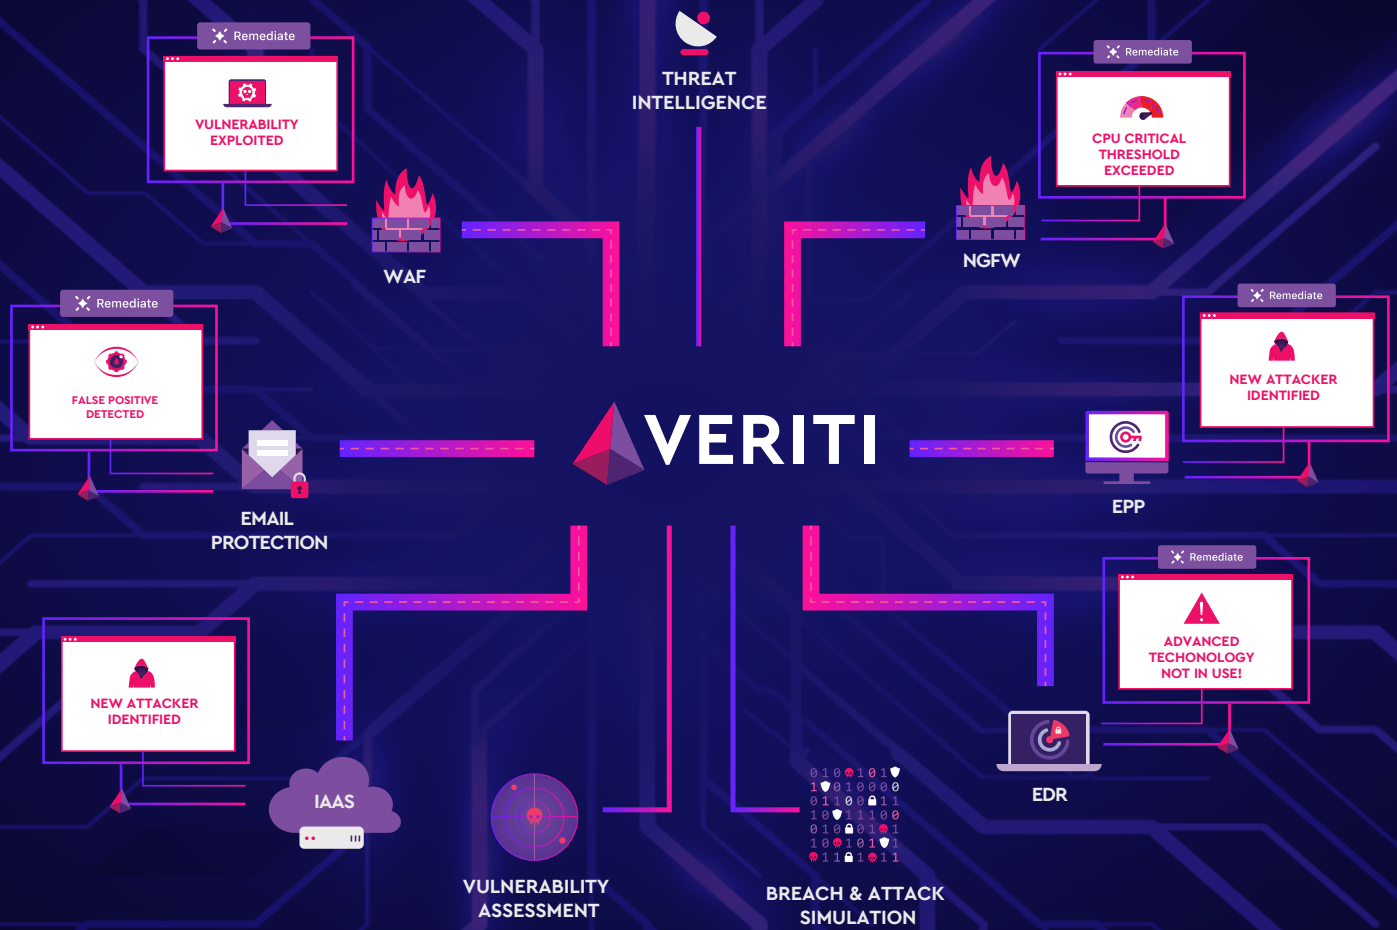 THREAT
INTELLIGENCE
Remediate
VULNERABILITY
EXPLOITED
WAF
Remediate
CPU CRITICAL
THRESHOLD
EXCEEDED
NGFW
Remediate
FALSE POSITIVE
DETECTED
EMAIL
PROTECTION
VERITI
Remediate
NEW ATTACKER
IDENTIFIED
EPP
NEW ATTACKER
IDENTIFIED
IAAS
VULNERABILITY
ASSESSMENT
BREACH & ATTACK
SIMULATION
Remediate
ADVANCED
TECHONOLOGY
NOT IN USE!
EDR